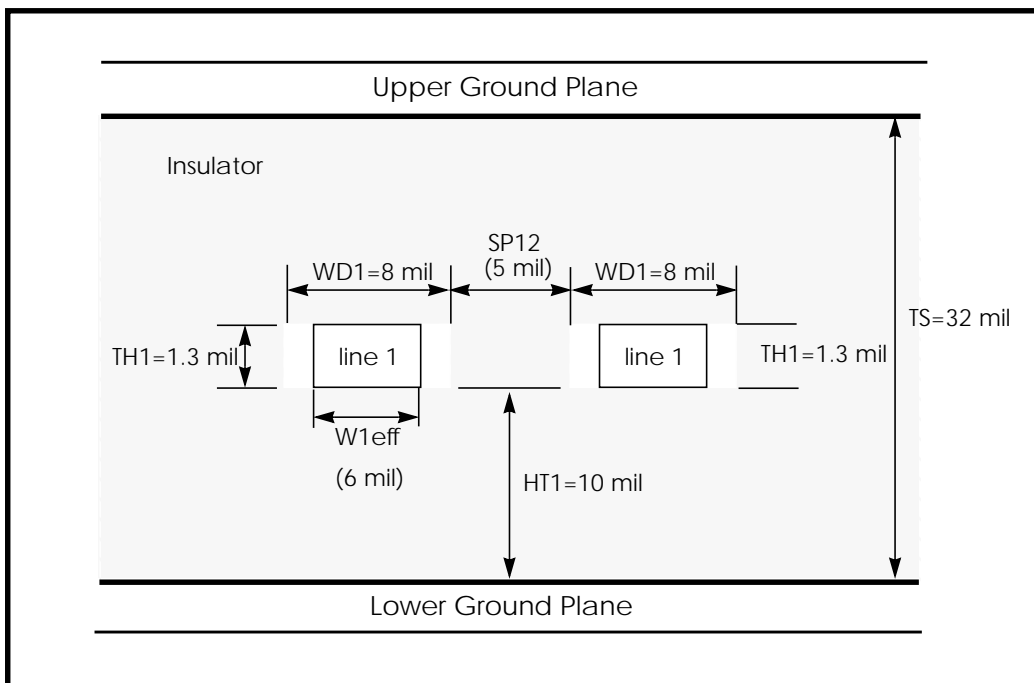 Upper Ground Plane
Insulator
SP12
(5 mil)
WD1=8 mil
WD1=8 mil
TS=32 mil
TH1=1.3 mil
line 1
line 1
TH1=1.3 mil
W1eff
(6 mil)
HT1=10 mil
Lower Ground Plane